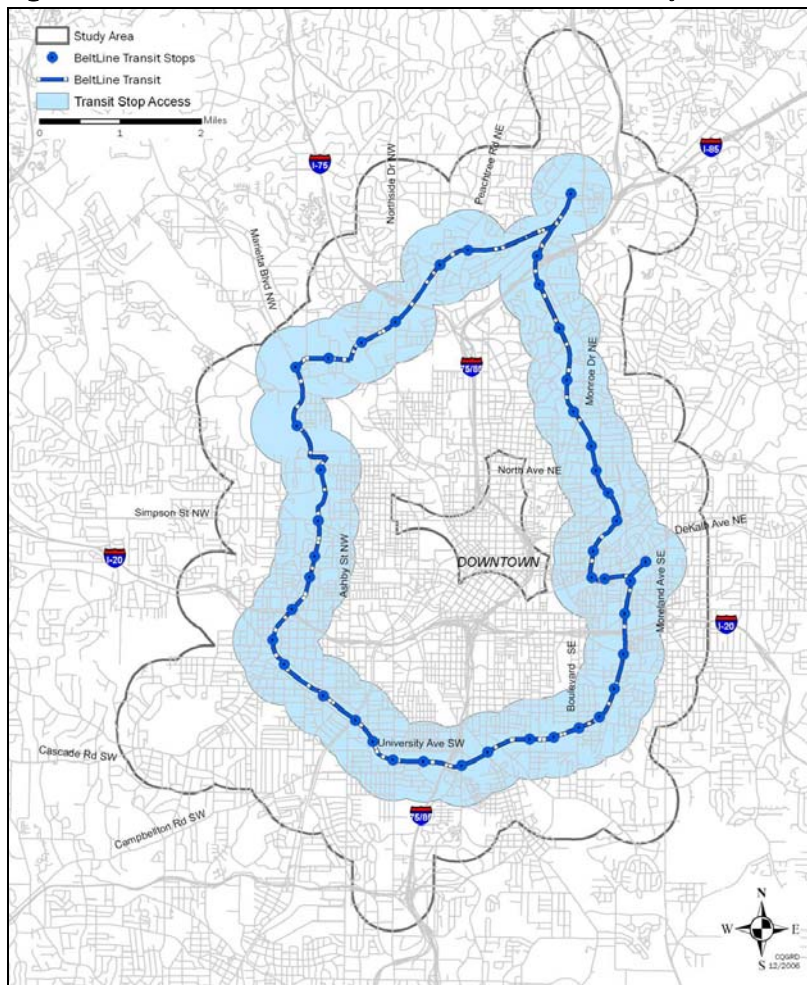 Study Area
BeltLine Transit Stops
BeltLine Transit
Transit Stop Access
Miles
0 1 2
I-75
Northside Dr NW
Peachtree Rd NE
I-85
Marietta Blvd NW
75/85
Monroe Dr NE
North Ave NE
Simpson St NW
DeKalb Ave NE
I-20
Ashby St NW
DOWNTOWN
Moreland Ave SE
I-20
Boulevard SE
University Ave SW
Cascade Rd SW
75/85
Campbellton Rd SW
N
W E
S
CQGRD
12/2006